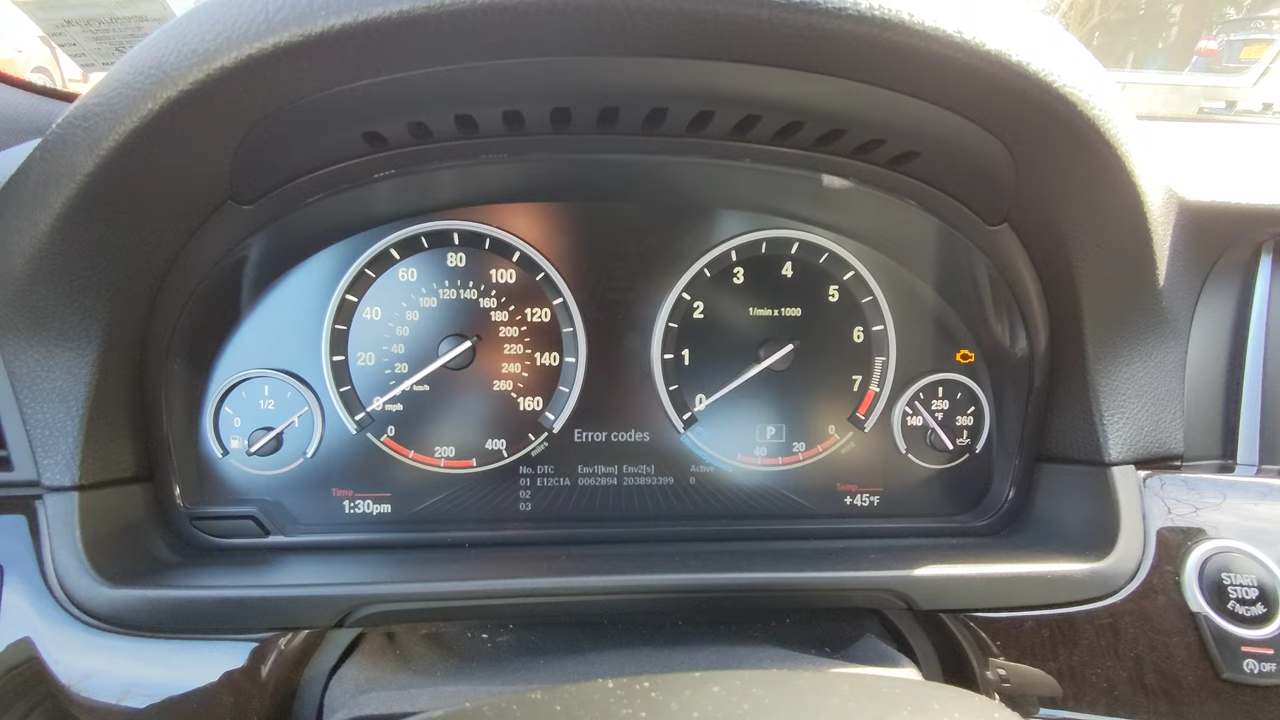 80
60 100
120 140
100 160
40 80 180 120
60 200
20 40 220 140
20 240
km/h 260
0 mph 160
4
3 5
1/min x 1000
2 6
1 7
0
P
0 1/2 1
0 200 400
miles
40 20 0
250
°F
140 360
Error codes
No. DTC Env1[km] Env2[s] Active
01 E12C1A 0062894 203893399 0
02
03
Time
1:30pm
Temp
+45°F
START
STOP
ENGINE
A OFF